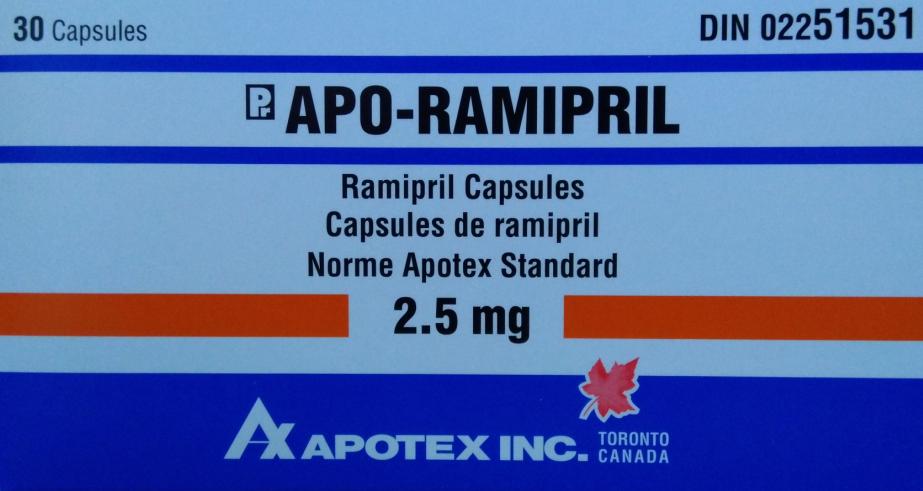 30 Capsules
DIN 02251531
Pr APO-RAMIPRIL
Ramipril Capsules
Capsules de ramipril
Norme Apotex Standard
2.5 mg
APOTEX INC.
TORONTO
CANADA